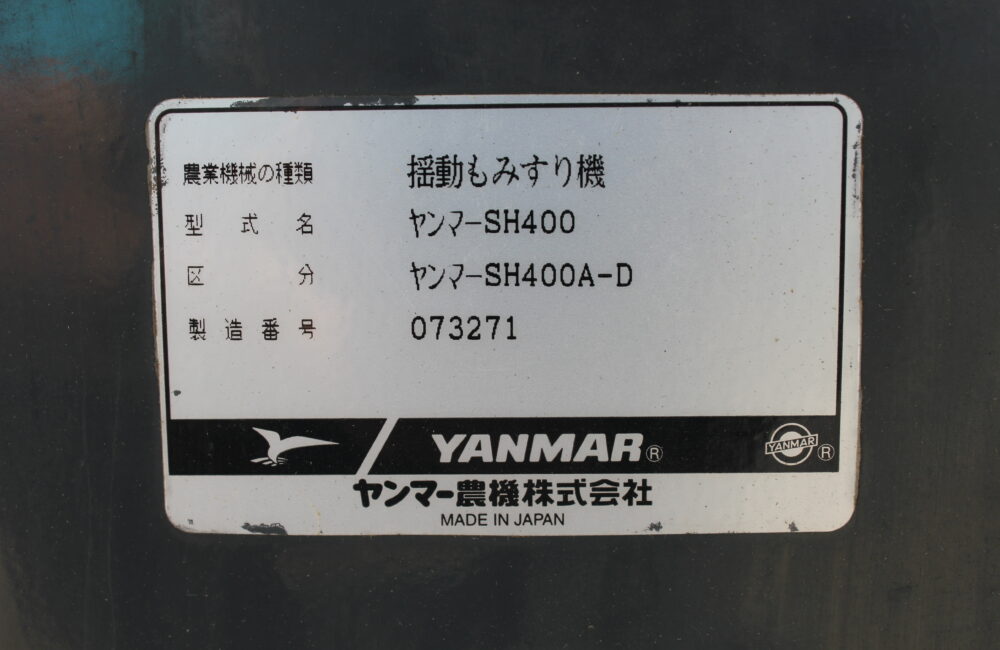 農業機械の種類 揺動もみすり機
型式名 ヤンマーSH400
区分 ヤンマーSH400A-D
製造番号 073271
YANMAR® YANMAR®
ヤンマー農機株式会社
MADE IN JAPAN